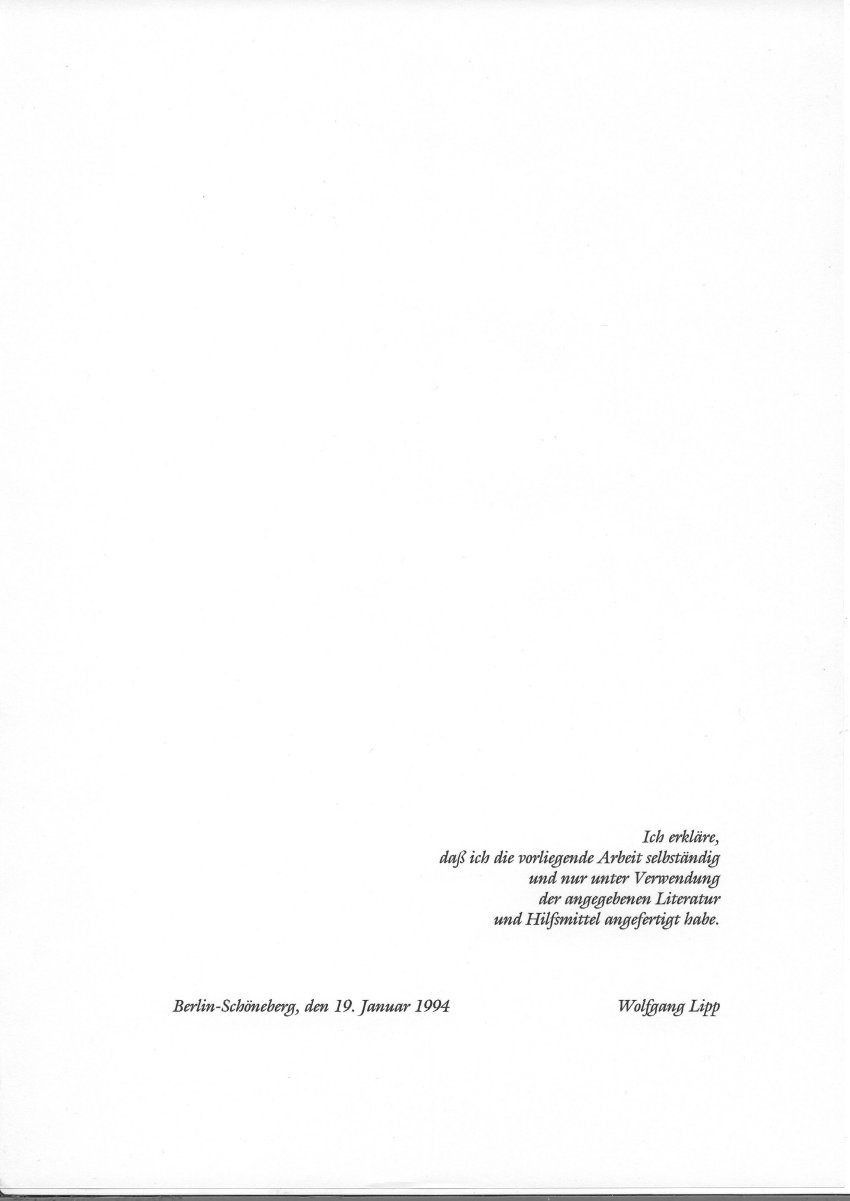 Ich erkläre,
daß ich die vorliegende Arbeit selbständig
und nur unter Verwendung
der angegebenen Literatur
und Hilfsmittel angefertigt habe.
Berlin-Schöneberg, den 19. Januar 1994 Wolfgang Lipp